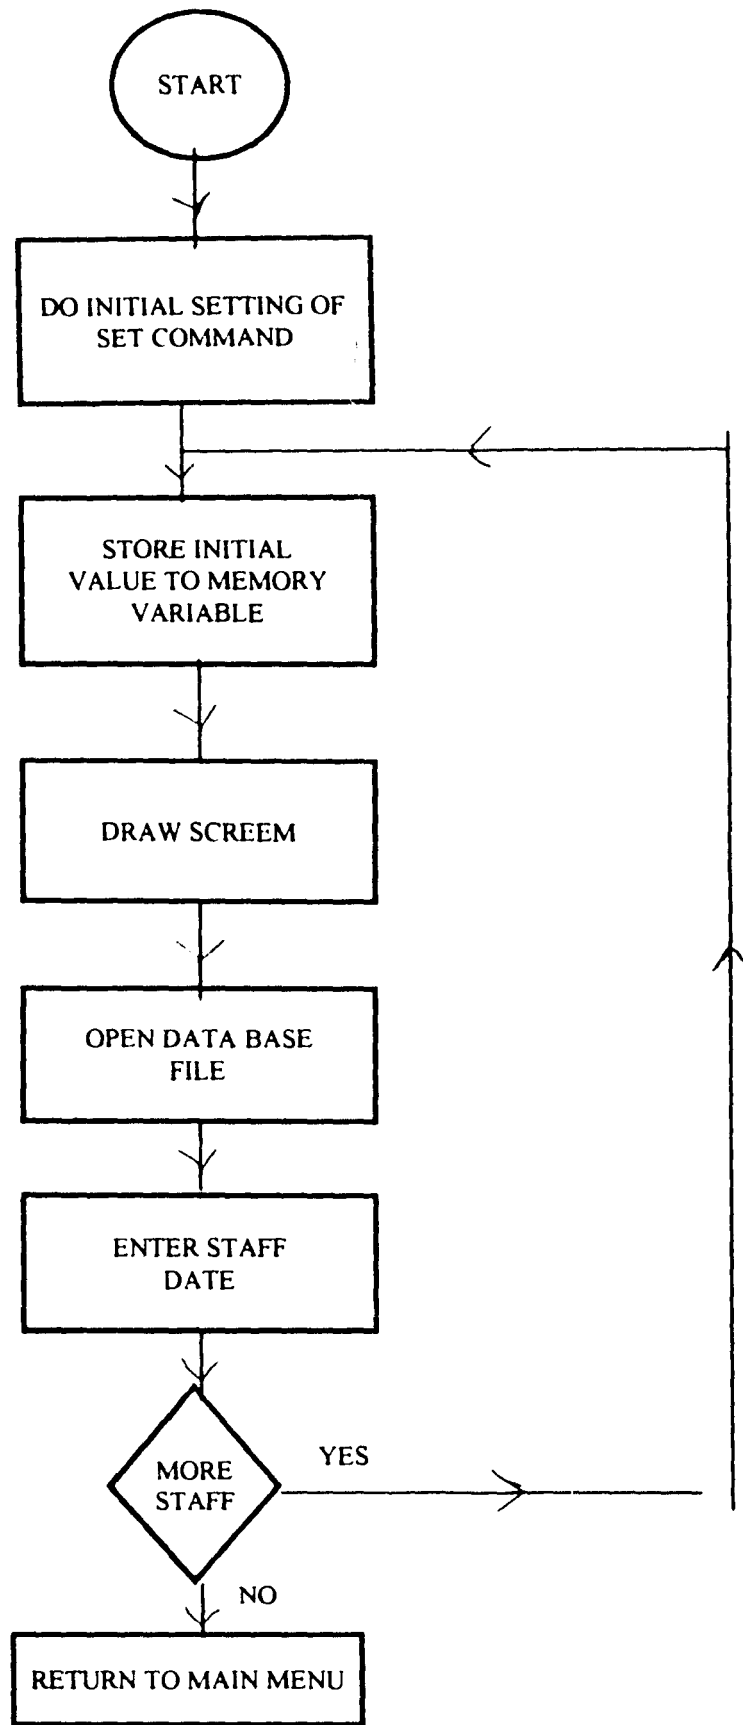 START
DO INITIAL SETTING OF
SET COMMAND
STORE INITIAL
VALUE TO MEMORY
VARIABLE
DRAW SCREEM
OPEN DATA BASE
FILE
ENTER STAFF
DATE
MORE
STAFF
YES
NO
RETURN TO MAIN MENU